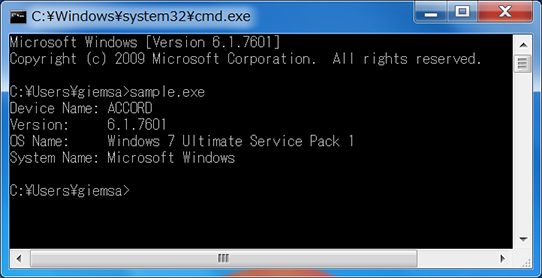 C:¥Windows¥system32¥cmd.exe
Microsoft Windows [Version 6.1.7601]
Copyright (c) 2009 Microsoft Corporation.  All rights reserved.
C:¥Users¥giemsa>sample.exe
Device Name: ACCORD
Version:     6.1.7601
OS Name:     Windows 7 Ultimate Service Pack 1
System Name: Microsoft Windows
C:¥Users¥giemsa>